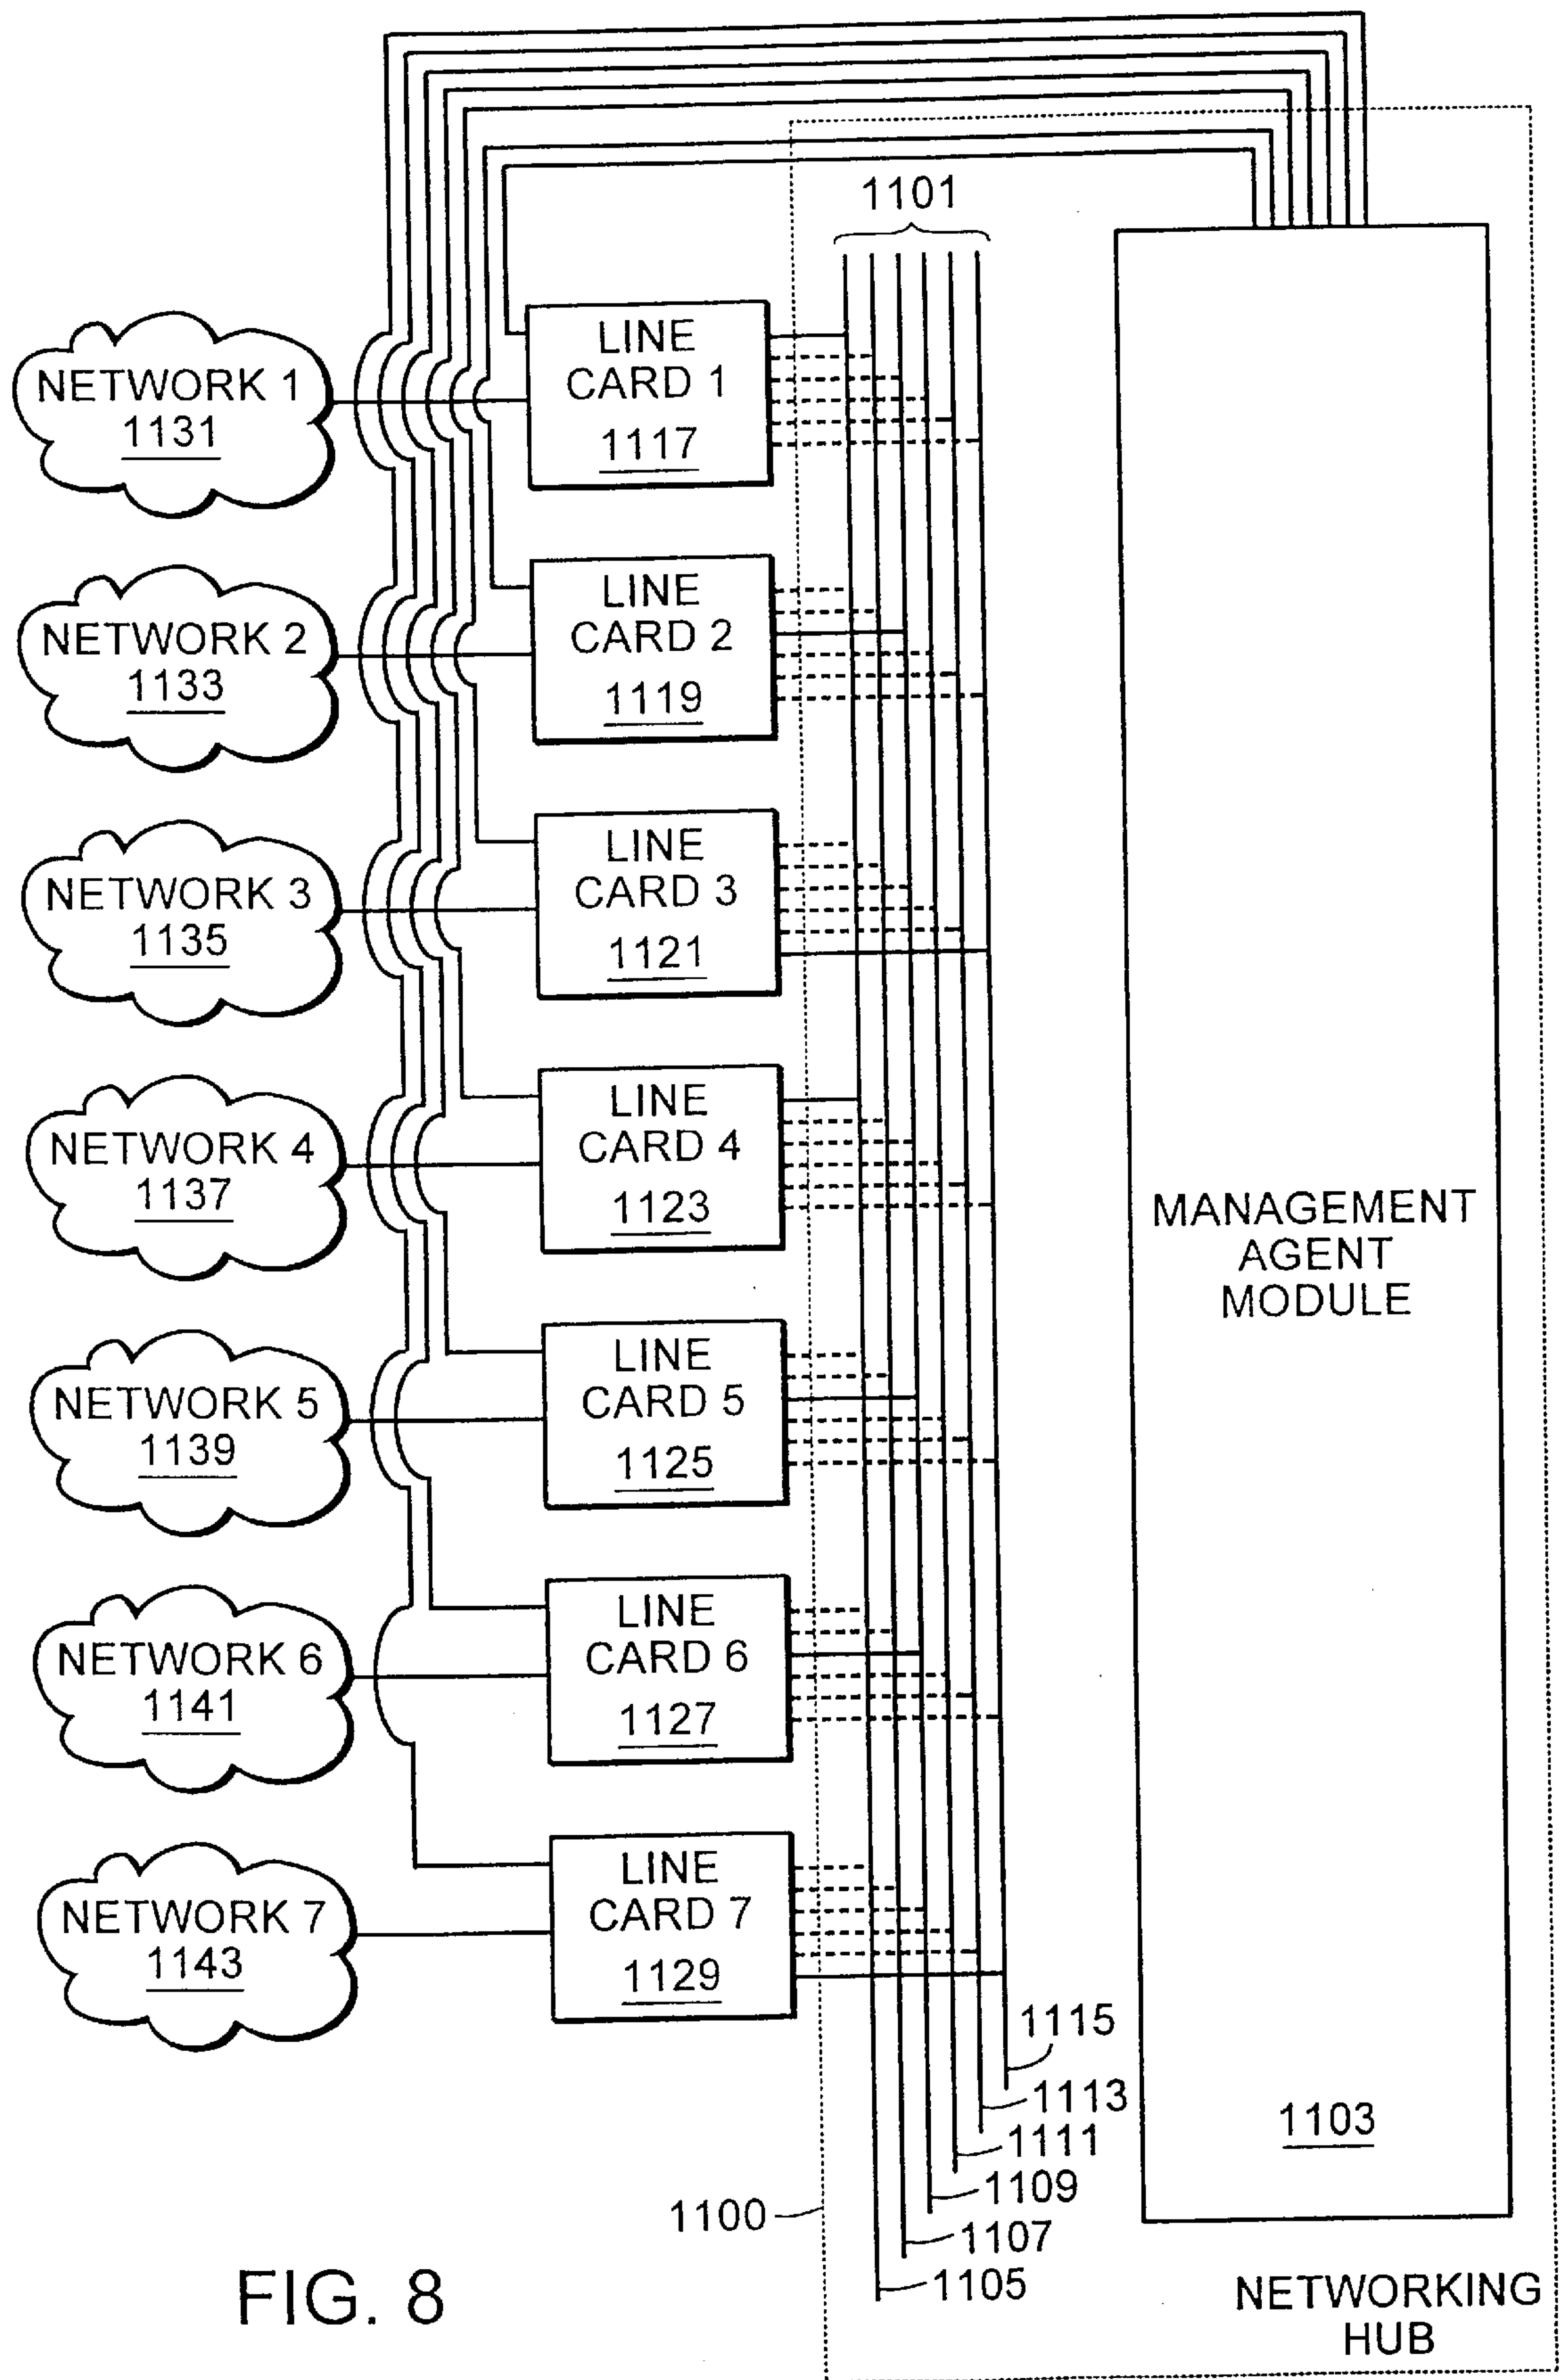 1101
NETWORK 1
1131
LINE
CARD 1
1117
NETWORK 2
1133
LINE
CARD 2
1119
NETWORK 3
1135
LINE
CARD 3
1121
NETWORK 4
1137
LINE
CARD 4
1123
MANAGEMENT
AGENT
MODULE
NETWORK 5
1139
LINE
CARD 5
1125
NETWORK 6
1141
LINE
CARD 6
1127
NETWORK 7
1143
LINE
CARD 7
1129
1115
1113
1103
1111
1109
1100
1107
1105
FIG. 8
NETWORKING
HUB